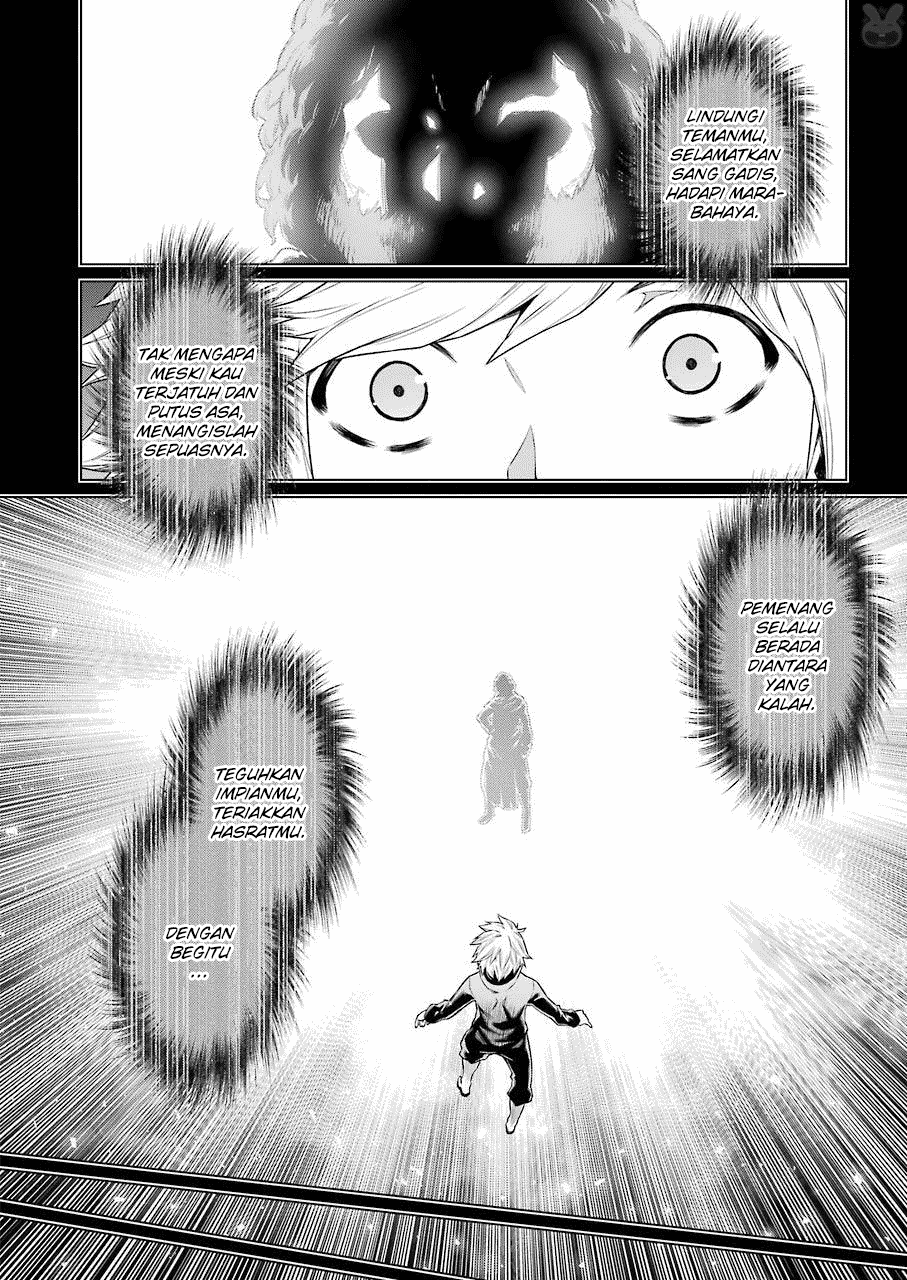 LINDUNGI
TEMANMU,
SELAMATKAN
SANG GADIS,
HADAPI MARA-
BAHAYA.
TAK MENGAPA
MESKI KAU
TERJATUH DAN
PUTUS ASA,
MENANGISLAH
SEPUASNYA.
PEMENANG
SELALU
BERADA
DIANTARA
YANG
KALAH.
TEGUHKAN
IMPIANMU,
TERIAKKAN
HASRATMU.
DENGAN
BEGITU
...